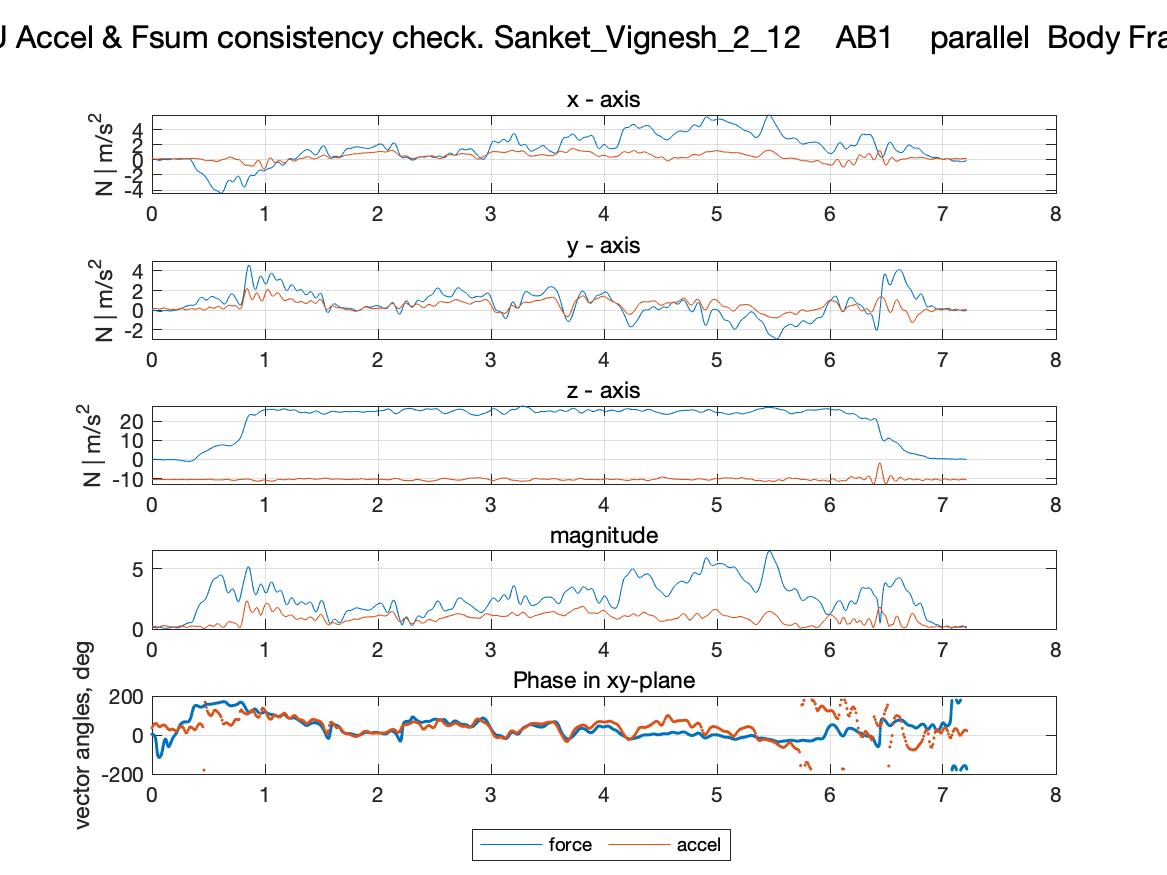 J Accel & Fsum consistency check. Sanket_Vignesh_2_12 AB1 parallel Body Fra
x - axis
N | m/s2
4
2
0
-2
-4
0 1 2 3 4 5 6 7 8
y - axis
N | m/s2
4
2
0
-2
0 1 2 3 4 5 6 7 8
z - axis
N | m/s2
20
10
0
-10
0 1 2 3 4 5 6 7 8
magnitude
5
0
0 1 2 3 4 5 6 7 8
Phase in xy-plane
vector angles, deg
200
0
-200
0 1 2 3 4 5 6 7 8
force accel